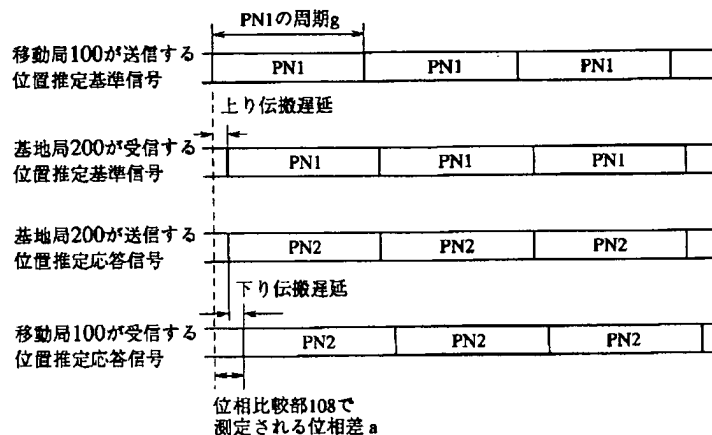 PN1の周期g
移動局100が送信する
位置推定基準信号
PN1 PN1 PN1
上り伝搬遅延
基地局200が受信する
位置推定基準信号
PN1 PN1 PN1
基地局200が送信する
位置推定応答信号
PN2 PN2 PN2
下り伝搬遅延
移動局100が受信する
位置推定応答信号
PN2 PN2 PN2
位相比較部108で
測定される位相差a